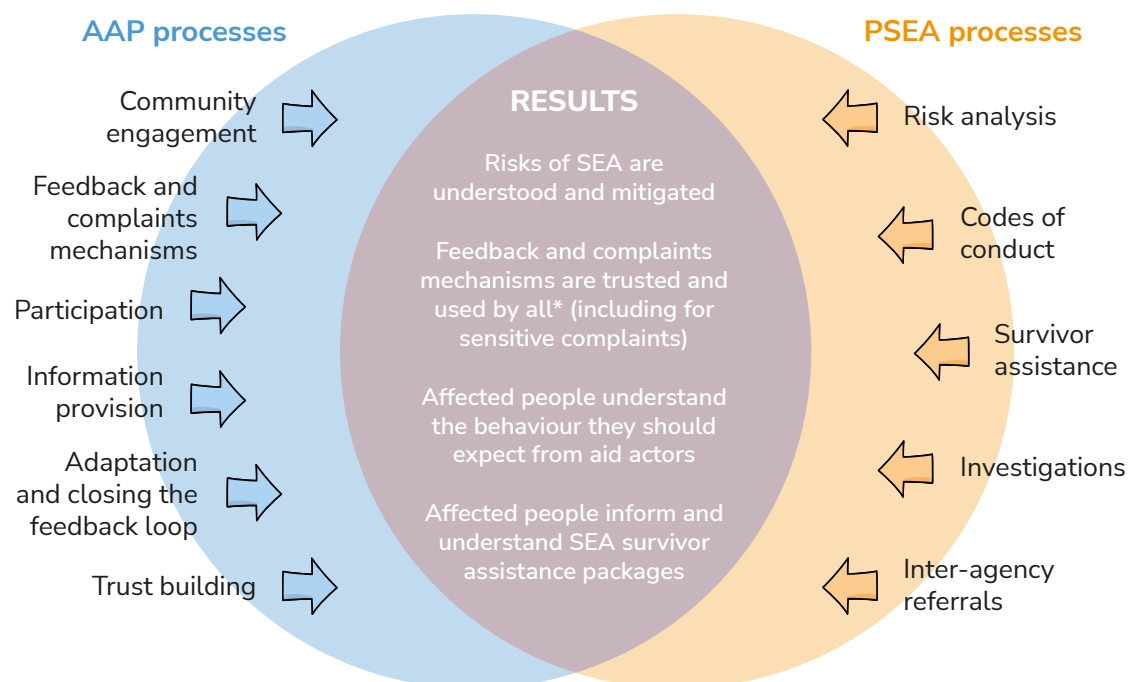 AAP processes
Community
engagement
Feedback and
complaints
mechanisms
Participation
Information
provision
Adaptation
and closing the
feedback loop
Trust building
RESULTS
Risks of SEA are
understood and mitigated
Feedback and complaints
mechanisms are trusted and
used by all* (including for
sensitive complaints)
Affected people understand
the behaviour they should
expect from aid actors
Affected people inform and
understand SEA survivor
assistance packages
PSEA processes
Risk analysis
Codes of
conduct
Survivor
assistance
Investigations
Inter-agency
referrals